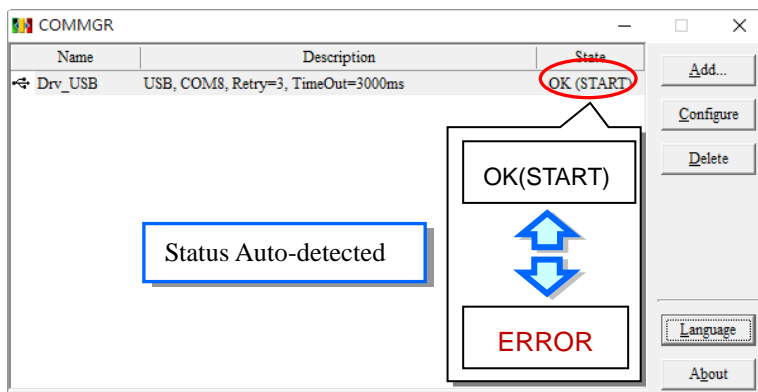 COMMGR
Name Description State
Drv_USB USB, COM8, Retry=3, TimeOut=3000ms OK (START)
Add...
Configure
Delete
OK(START)
Status Auto-detected
ERROR
Language
About